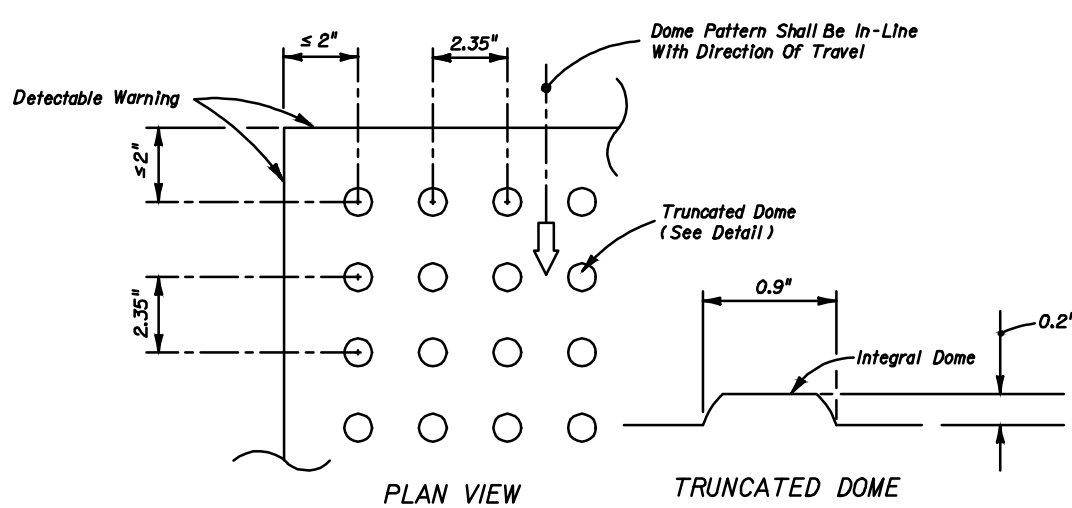 ≤ 2"
2.35"
Dome Pattern Shall Be In-Line
With Direction Of Travel
Detectable Warning
≤2"
Truncated Dome
(See Detail)
2.35"
0.9"
0.2"
Integral Dome
PLAN VIEW
TRUNCATED DOME